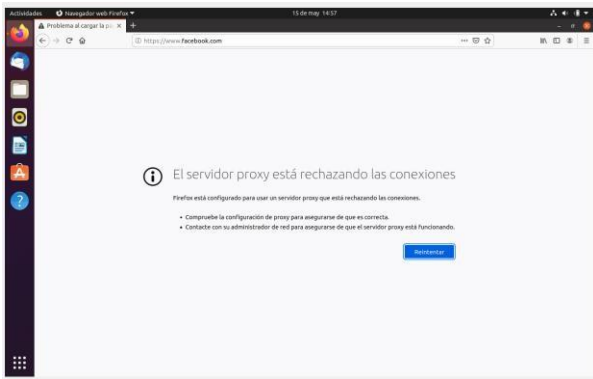 Actividades
Navegador web Firefox
15 de may 14:57
Problema al cargar la pá
https://www.facebook.com
El servidor proxy está rechazando las conexiones
Firefox está configurado para usar un servidor proxy que está rechazando las conexiones.
Compruebe la configuración de proxy para asegurarse de que es correcta.
Contacte con su administrador de red para asegurarse de que el servidor proxy está funcionando.
Reintentar